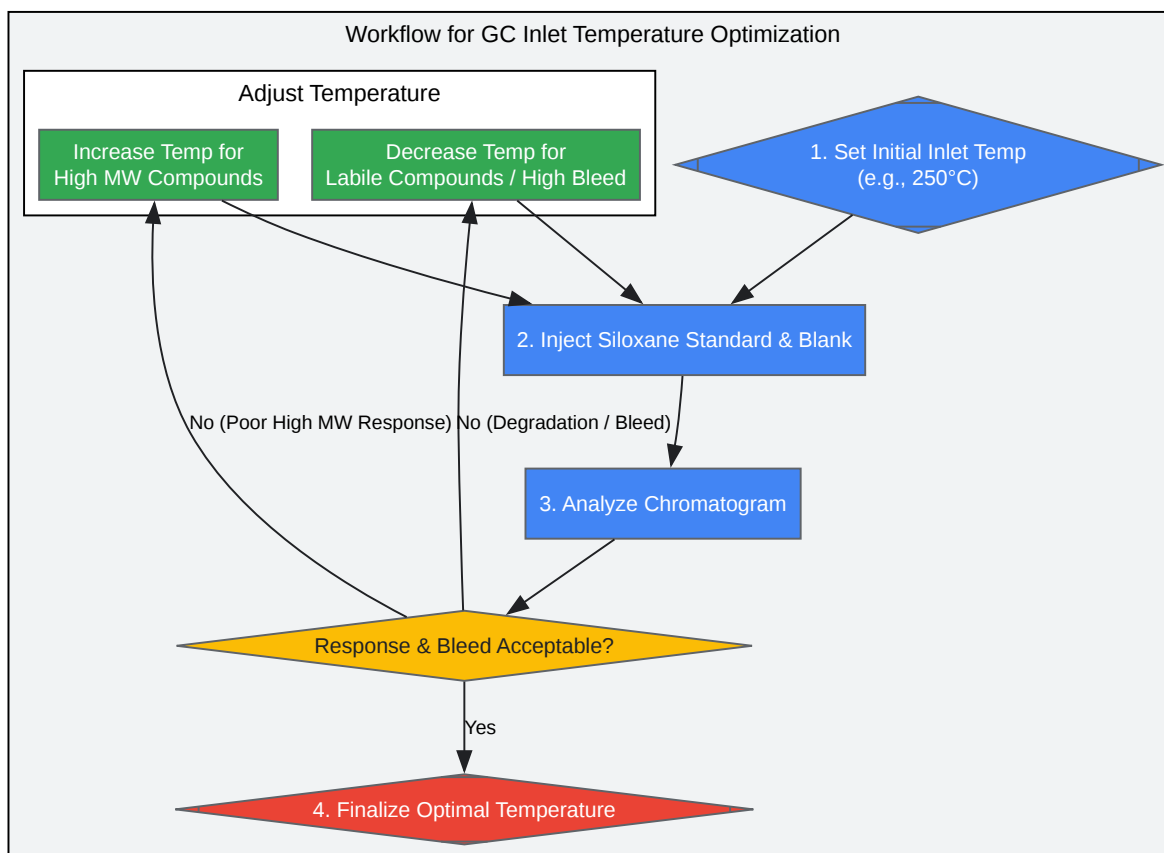 Workflow for GC Inlet Temperature Optimization
Adjust Temperature
Increase Temp for
High MW Compounds
Decrease Temp for
Labile Compounds / High Bleed
1. Set Initial Inlet Temp
(e.g., 250°C)
2. Inject Siloxane Standard & Blank
No (Poor High MW Response)
No (Degradation / Bleed)
3. Analyze Chromatogram
Response & Bleed Acceptable?
Yes
4. Finalize Optimal Temperature